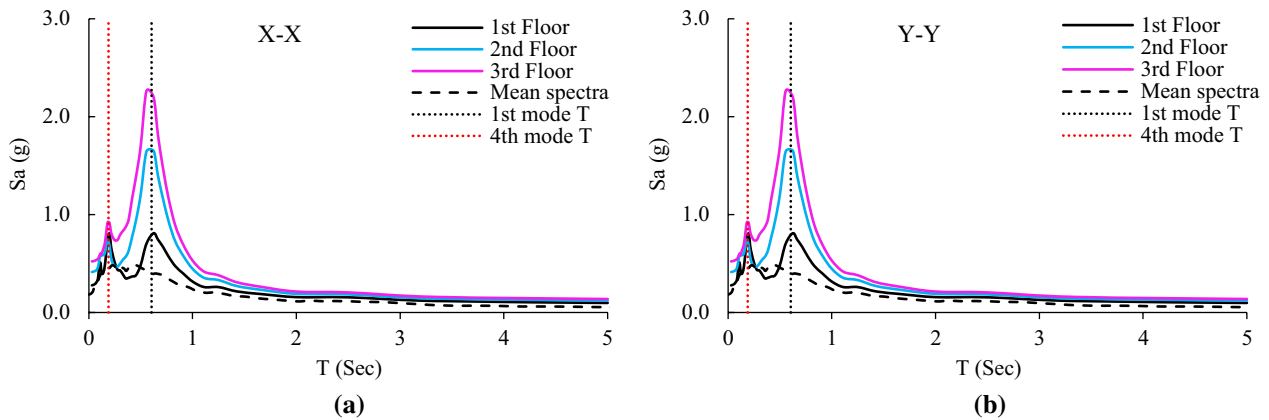 X-X
1st Floor
2nd Floor
3rd Floor
Mean spectra
1st mode T
4th mode T
Sa (g)
3.0
2.0
1.0
0.0
0 1 2 3 4 5
T (Sec)
(a)
Y-Y
1st Floor
2nd Floor
3rd Floor
Mean spectra
1st mode T
4th mode T
Sa (g)
3.0
2.0
1.0
0.0
0 1 2 3 4 5
T (Sec)
(b)